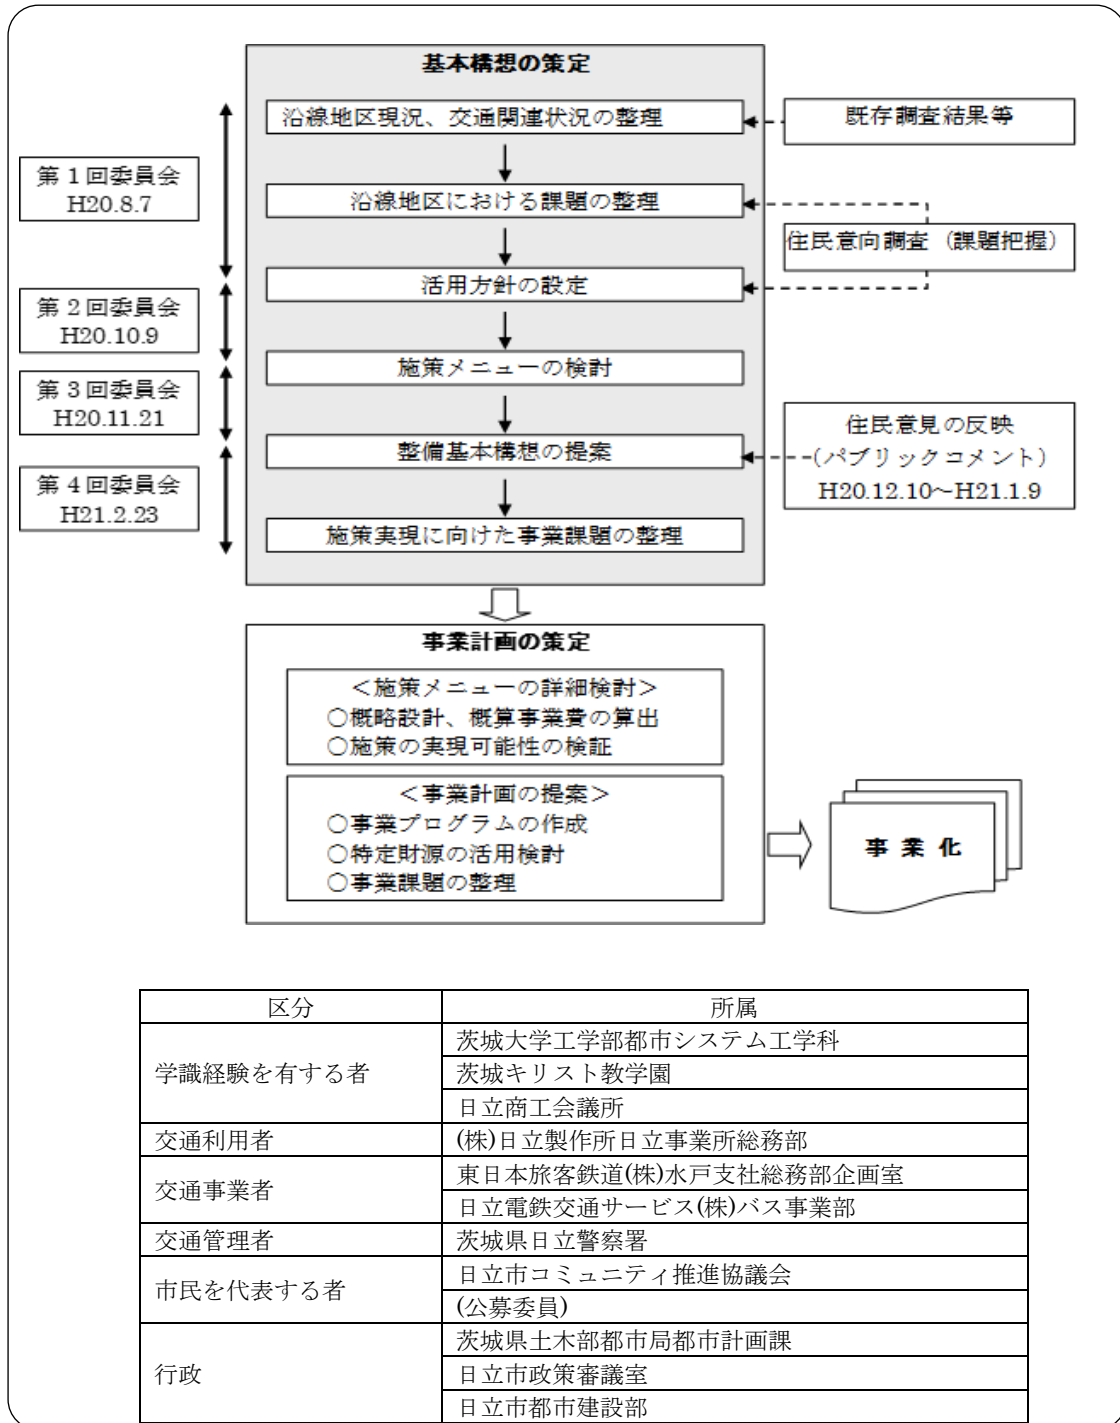 基本構想の策定
沿線地区現況、交通関連状況の整理
既存調査結果等
第1回委員会
H20.8.7
沿線地区における課題の整理
住民意向調査（課題把握）
活用方針の設定
第2回委員会
H20.10.9
施策メニューの検討
第3回委員会
H20.11.21
整備基本構想の提案
住民意見の反映
(パブリックコメント)
H20.12.10～H21.1.9
第4回委員会
H21.2.23
施策実現に向けた事業課題の整理
事業計画の策定
＜施策メニューの詳細検討＞
○概略設計、概算事業費の算出
○施策の実現可能性の検証
＜事業計画の提案＞
○事業プログラムの作成
○特定財源の活用検討
○事業課題の整理
事業化
区分 所属
学識経験を有する者 茨城大学工学部都市システム工学科
茨城キリスト教学園
日立商工会議所
交通利用者 (株)日立製作所日立事業所総務部
交通事業者 東日本旅客鉄道(株)水戸支社総務部企画室
日立電鉄交通サービス(株)バス事業部
交通管理者 茨城県日立警察署
市民を代表する者 日立市コミュニティ推進協議会
(公募委員)
行政 茨城県土木部都市局都市計画課
日立市政策審議室
日立市都市建設部